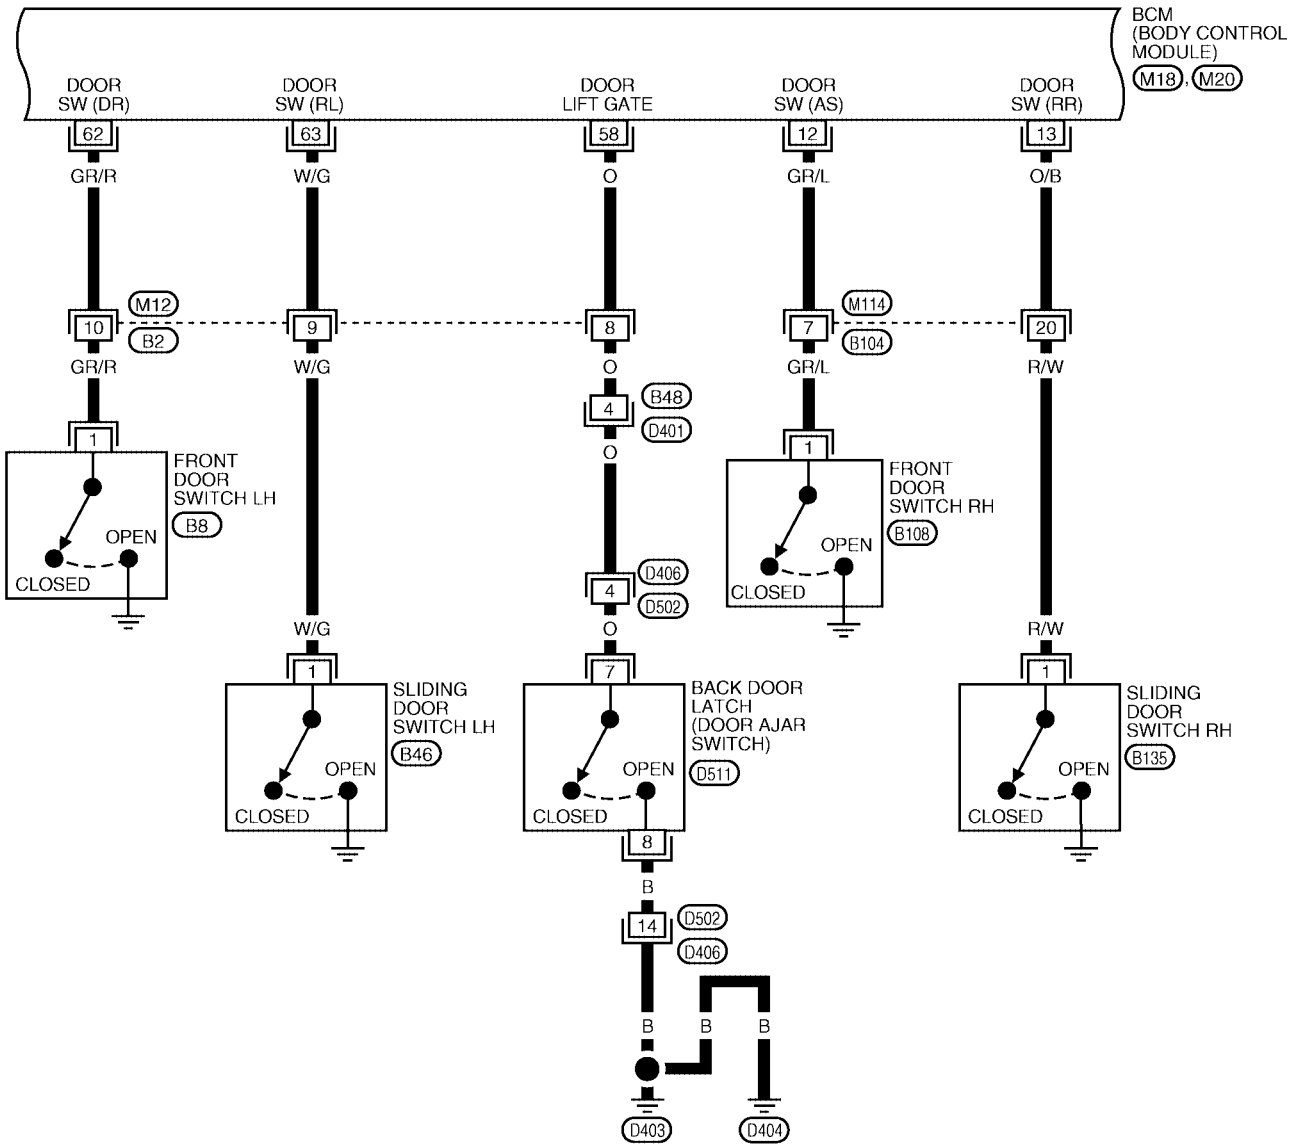 BCM
(BODY CONTROL
MODULE)
M18, M20
DOOR
SW (DR)
DOOR
SW (RL)
DOOR
LIFT GATE
DOOR
SW (AS)
DOOR
SW (RR)
62
63
58
12
13
GR/R
W/G
O
GR/L
O/B
M12
M114
10
9
8
7
20
B2
B104
GR/R
W/G
O
GR/L
R/W
4
B48
D401
O
1
FRONT
DOOR
SWITCH LH
B8
OPEN
CLOSED
1
FRONT
DOOR
SWITCH RH
B108
OPEN
CLOSED
D406
4
D502
W/G
O
R/W
1
SLIDING
DOOR
SWITCH LH
B46
OPEN
CLOSED
7
BACK DOOR
LATCH
(DOOR AJAR
SWITCH)
D511
OPEN
CLOSED
1
SLIDING
DOOR
SWITCH RH
B135
OPEN
CLOSED
8
B
14
D502
D406
B
B
B
D403
D404